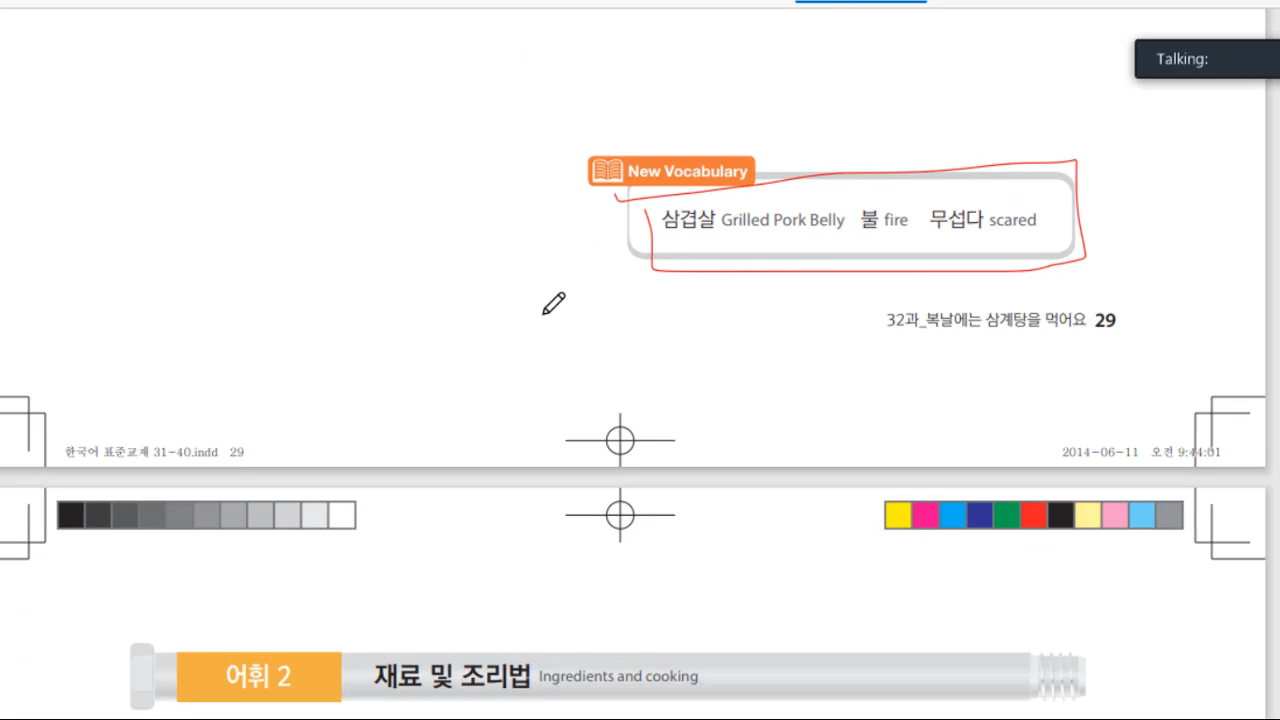 Talking:
New Vocabulary
삼겹살 Grilled Pork Belly 불 fire 무섭다 scared
32과_복날에는 삼계탕을 먹어요 29
한국어 표준교재 31-40.indd 29
2014-06-11 오전 9:44:01
어휘 2 재료 및 조리법 Ingredients and cooking